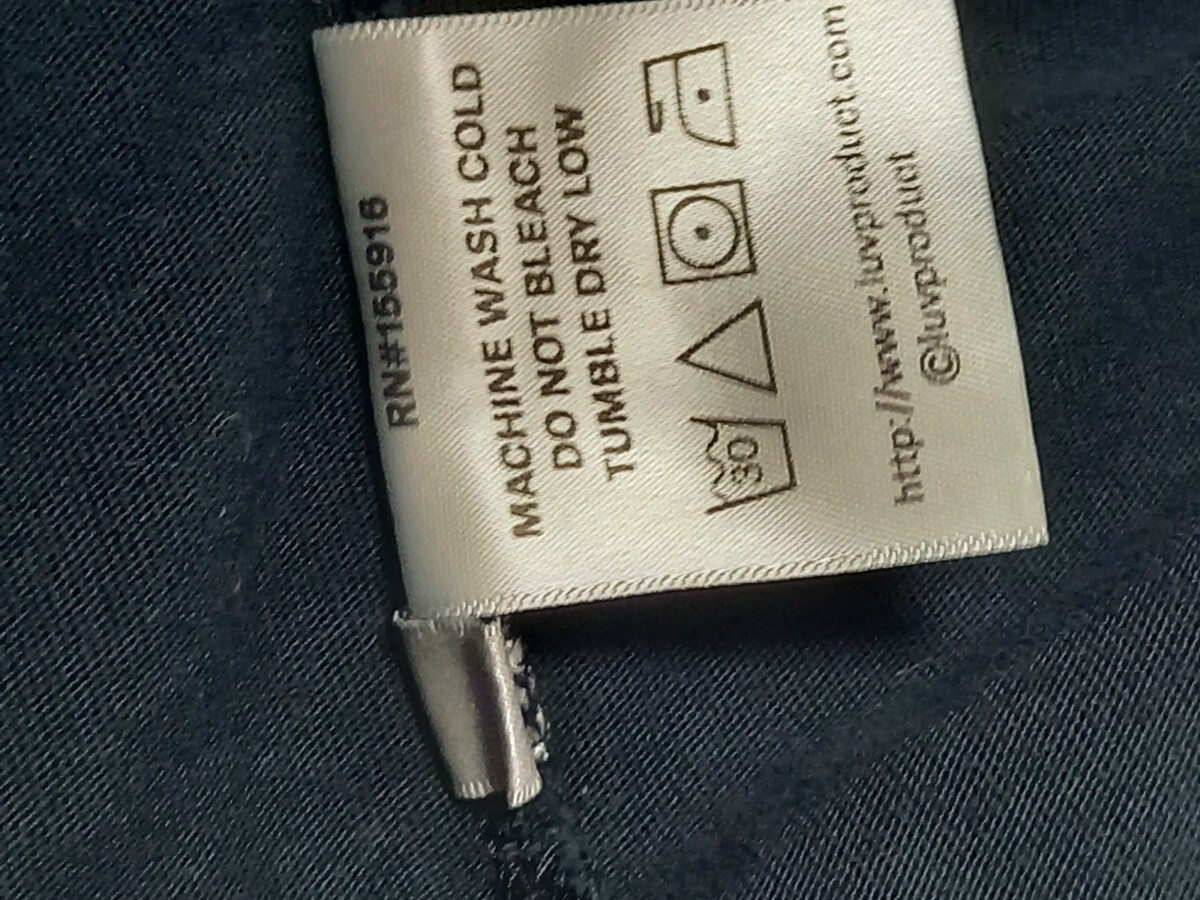 RN#155916
MACHINE WASH COLD
DO NOT BLEACH
TUMBLE DRY LOW
30
http://www.luvproduct.com
©luvproduct